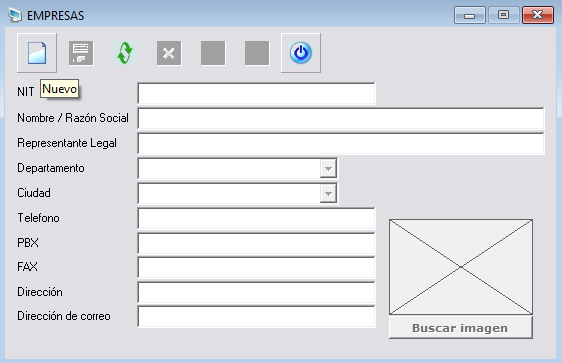 EMPRESAS
Nuevo
NIT
Nombre / Razón Social
Representante Legal
Departamento
Ciudad
Telefono
PBX
FAX
Dirección
Dirección de correo
Buscar imagen